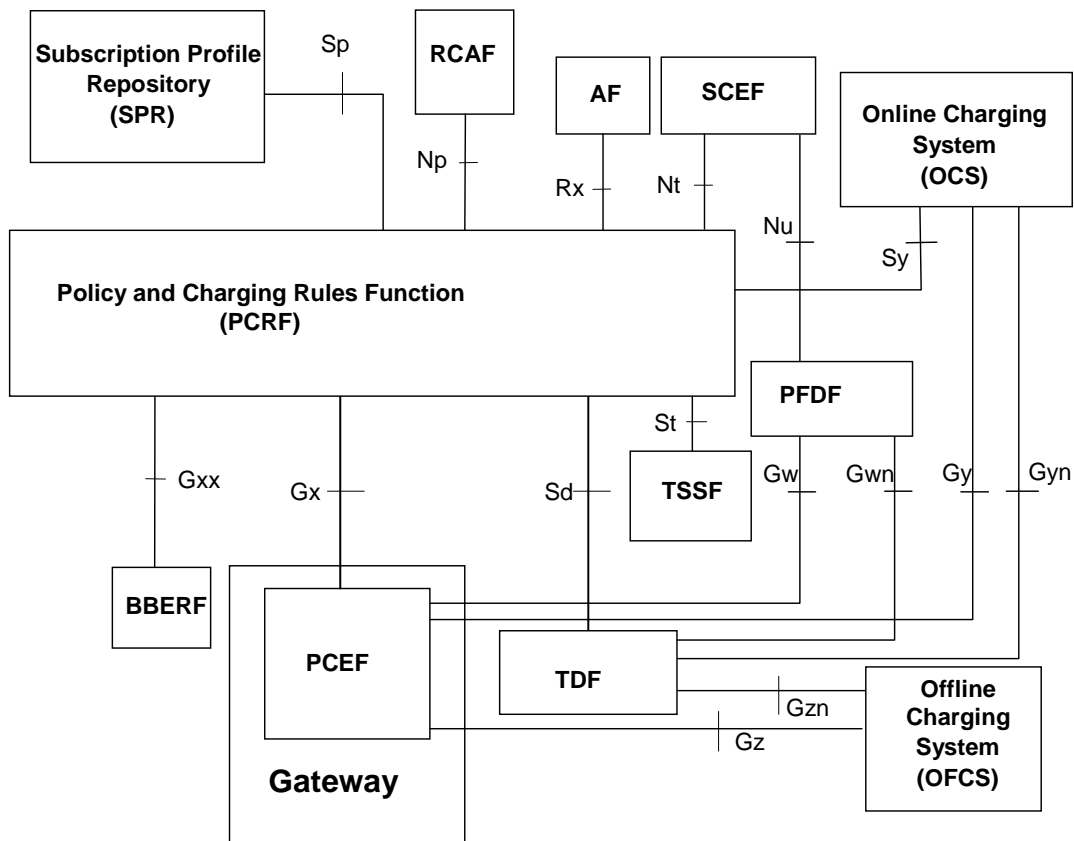 Subscription Profile
Repository
(SPR)
Sp
RCAF
AF
SCEF
Online Charging
System
(OCS)
Np
Rx
Nt
Nu
Sy
Policy and Charging Rules Function
(PCRF)
PFDF
St
Gxx
Gx
Sd
TSSF
Gw
Gwn
Gy
Gyn
BBERF
PCEF
TDF
Offline
Charging
System
(OFCS)
Gzn
Gz
Gateway